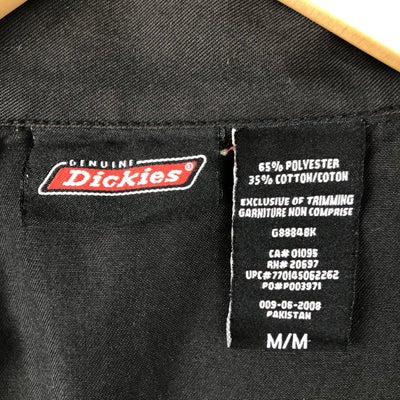 GENUINE
Dickies®
65% POLYESTER
35% COTTON/COTON
EXCLUSIVE OF TRIMMING
GARNITURE NON COMPRISE
G88848K
CA# 01095
RN# 20697
UPC#770145062262
PO#P003971
009-06-2008
PAKISTAN
M/M